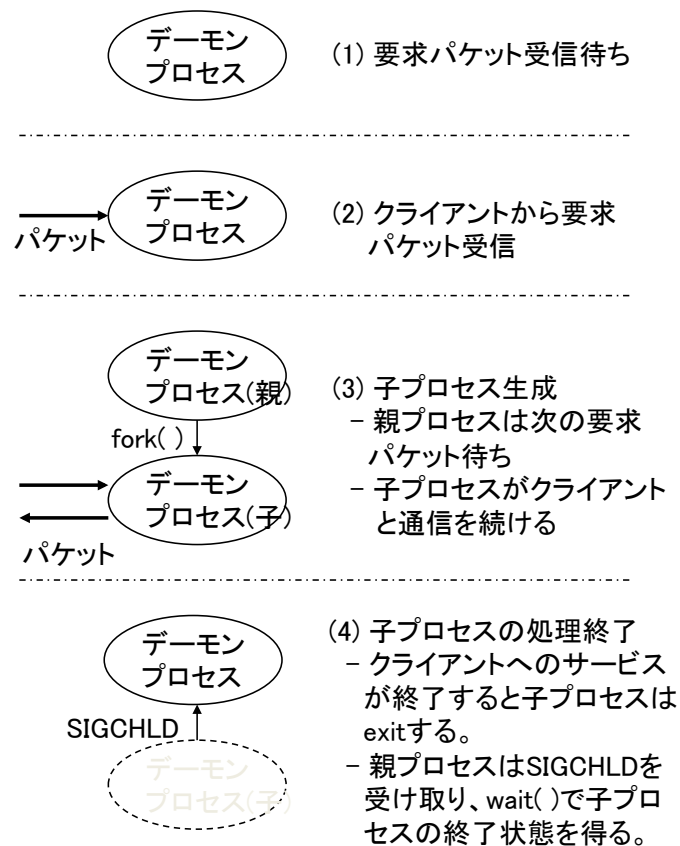 デーモン
プロセス
(1) 要求パケット受信待ち
デーモン
プロセス
パケット
(2) クライアントから要求
パケット受信
デーモン
プロセス(親)
fork( )
デーモン
プロセス(子)
パケット
(3) 子プロセス生成
- 親プロセスは次の要求
パケット待ち
- 子プロセスがクライアント
と通信を続ける
デーモン
プロセス
SIGCHLD
デーモン
プロセス(子)
(4) 子プロセスの処理終了
- クライアントへのサービス
が終了すると子プロセスは
exitする。
- 親プロセスはSIGCHLDを
受け取り、wait( )で子プロ
セスの終了状態を得る。